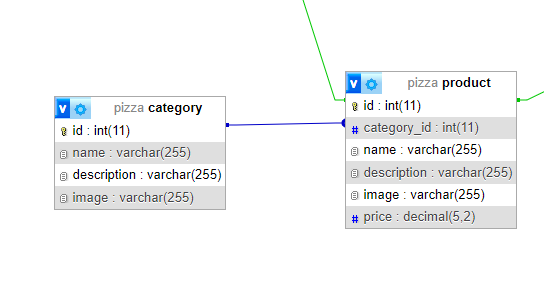 pizza category
id : int(11)
name : varchar(255)
description : varchar(255)
image : varchar(255)
pizza product
id : int(11)
# category_id : int(11)
name : varchar(255)
description : varchar(255)
image : varchar(255)
# price : decimal(5,2)